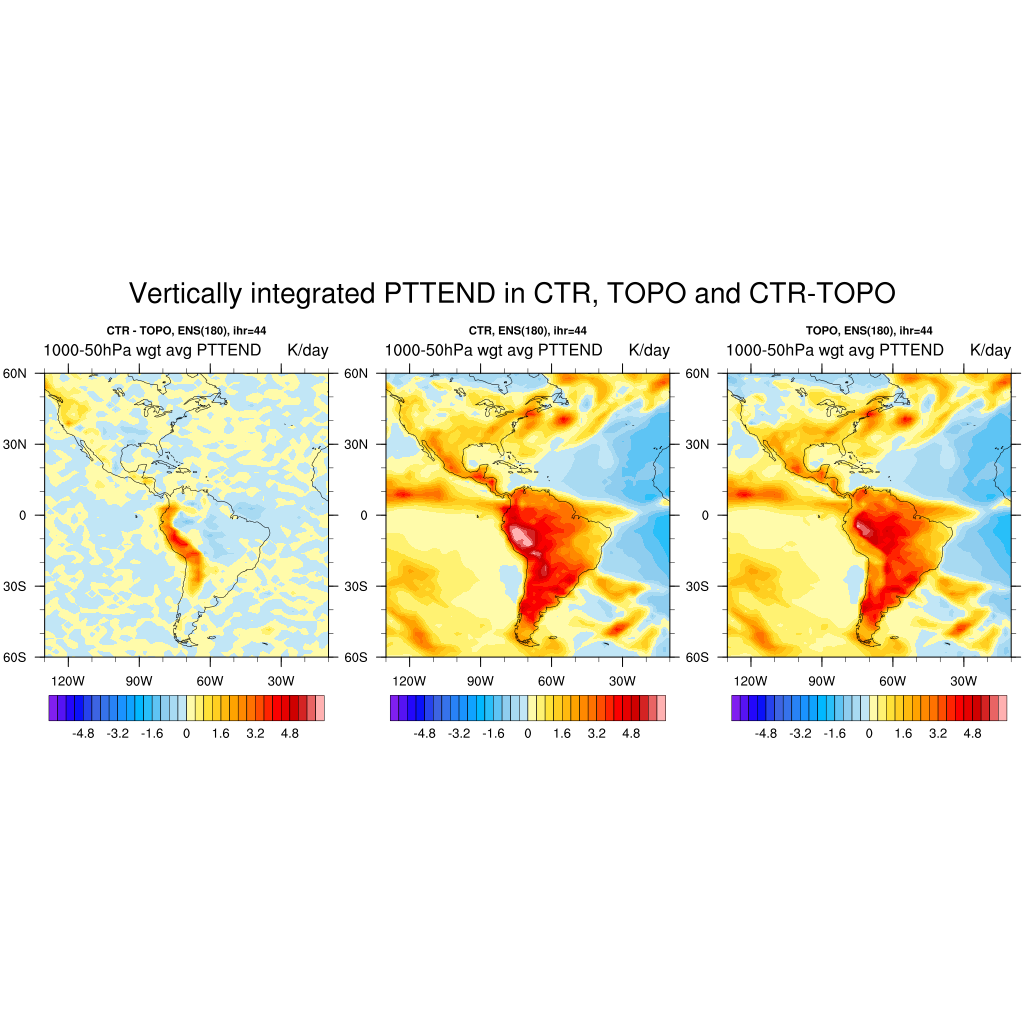 Vertically integrated PTTEND in CTR, TOPO and CTR-TOPO
CTR - TOPO, ENS(180), ihr=44
1000-50hPa wgt avg PTTEND K/day
60N
30N
0
30S
60S
120W 90W 60W 30W
-4.8 -3.2 -1.6 0 1.6 3.2 4.8
CTR, ENS(180), ihr=44
1000-50hPa wgt avg PTTEND K/day
60N
30N
0
30S
60S
120W 90W 60W 30W
-4.8 -3.2 -1.6 0 1.6 3.2 4.8
TOPO, ENS(180), ihr=44
1000-50hPa wgt avg PTTEND K/day
60N
30N
0
30S
60S
120W 90W 60W 30W
-4.8 -3.2 -1.6 0 1.6 3.2 4.8